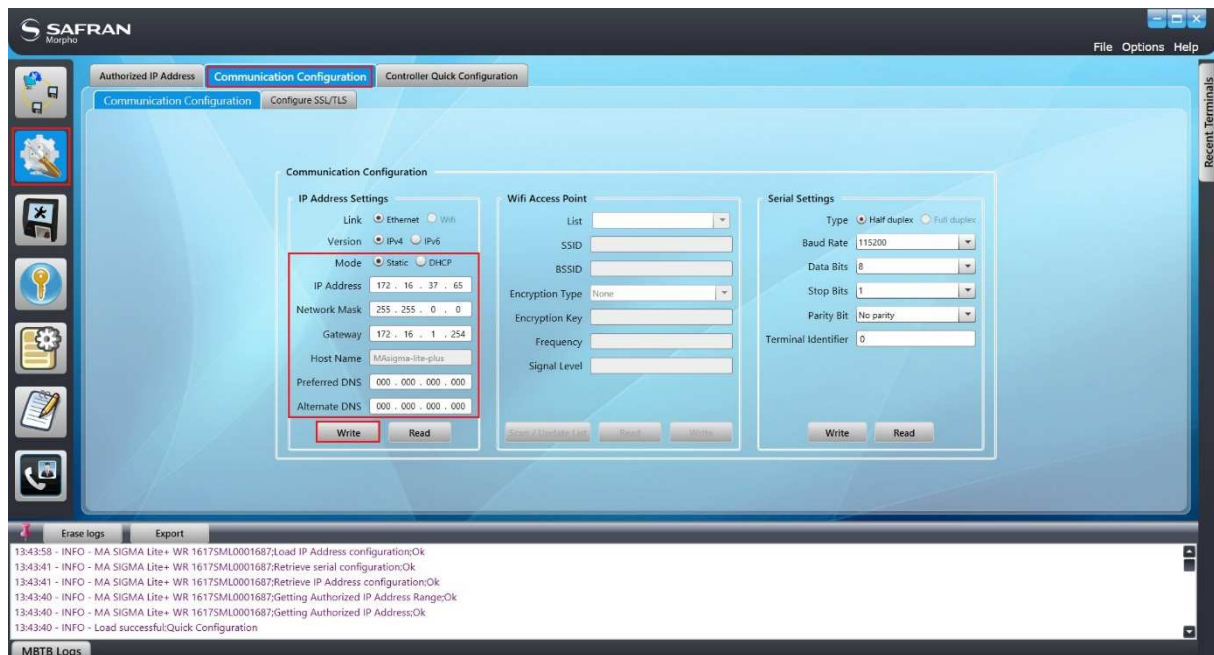 SAFRAN
Morpho
File Options Help
Recent Terminals
Authorized IP Address Communication Configuration Controller Quick Configuration
Communication Configuration Configure SSL/TLS
Communication Configuration
IP Address Settings
Link Ethernet Wifi
Version IPv4 IPv6
Mode Static DHCP
IP Address 172 . 16 . 37 . 65
Network Mask 255 . 255 . 0 . 0
Gateway 172 . 16 . 1 . 254
Host Name MAsigma-lite-plus
Preferred DNS 000 . 000 . 000 . 000
Alternate DNS 000 . 000 . 000 . 000
Write Read
Wifi Access Point
List
SSID
BSSID
Encryption Type None
Encryption Key
Frequency
Signal Level
Scan / Update List Read Write
Serial Settings
Type Half duplex Full duplex
Baud Rate 115200
Data Bits 8
Stop Bits 1
Parity Bit No parity
Terminal Identifier 0
Write Read
Erase logs Export
13:43:58 - INFO - MA SIGMA Lite+ WR 1617SML0001687;Load IP Address configuration;Ok
13:43:41 - INFO - MA SIGMA Lite+ WR 1617SML0001687;Retrieve serial configuration;Ok
13:43:41 - INFO - MA SIGMA Lite+ WR 1617SML0001687;Retrieve IP Address configuration;Ok
13:43:40 - INFO - MA SIGMA Lite+ WR 1617SML0001687;Getting Authorized IP Address Range;Ok
13:43:40 - INFO - MA SIGMA Lite+ WR 1617SML0001687;Getting Authorized IP Address;Ok
13:43:40 - INFO - Load successful:Quick Configuration
MBTB Logs